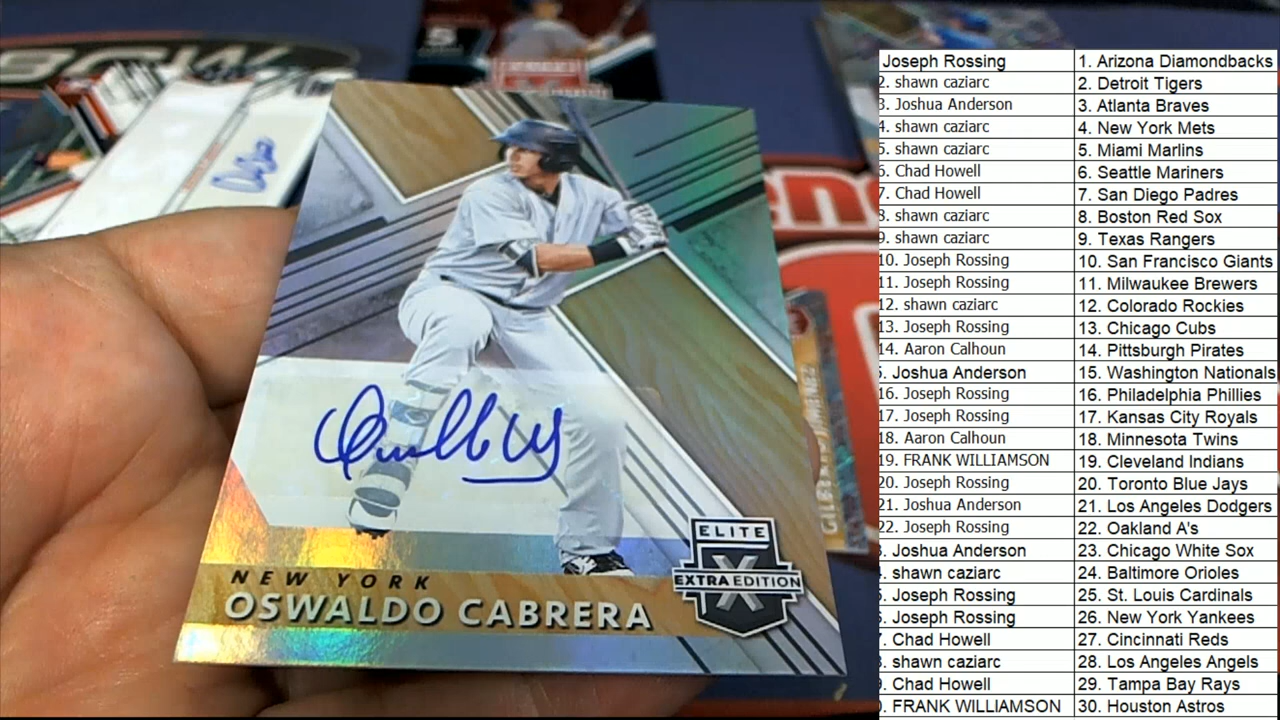 NEW YORK
OSWALDO CABRERA
ELITE
X
EXTRA EDITION
5
Joseph Rossing 1. Arizona Diamondbacks
2. shawn caziarc 2. Detroit Tigers
3. Joshua Anderson 3. Atlanta Braves
4. shawn caziarc 4. New York Mets
5. shawn caziarc 5. Miami Marlins
6. Chad Howell 6. Seattle Mariners
7. Chad Howell 7. San Diego Padres
8. shawn caziarc 8. Boston Red Sox
9. shawn caziarc 9. Texas Rangers
10. Joseph Rossing 10. San Francisco Giants
11. Joseph Rossing 11. Milwaukee Brewers
12. shawn caziarc 12. Colorado Rockies
13. Joseph Rossing 13. Chicago Cubs
14. Aaron Calhoun 14. Pittsburgh Pirates
5. Joshua Anderson 15. Washington Nationals
16. Joseph Rossing 16. Philadelphia Phillies
17. Joseph Rossing 17. Kansas City Royals
18. Aaron Calhoun 18. Minnesota Twins
19. FRANK WILLIAMSON 19. Cleveland Indians
20. Joseph Rossing 20. Toronto Blue Jays
21. Joshua Anderson 21. Los Angeles Dodgers
22. Joseph Rossing 22. Oakland A's
. Joshua Anderson 23. Chicago White Sox
. shawn caziarc 24. Baltimore Orioles
. Joseph Rossing 25. St. Louis Cardinals
. Joseph Rossing 26. New York Yankees
. Chad Howell 27. Cincinnati Reds
. shawn caziarc 28. Los Angeles Angels
. Chad Howell 29. Tampa Bay Rays
. FRANK WILLIAMSON 30. Houston Astros